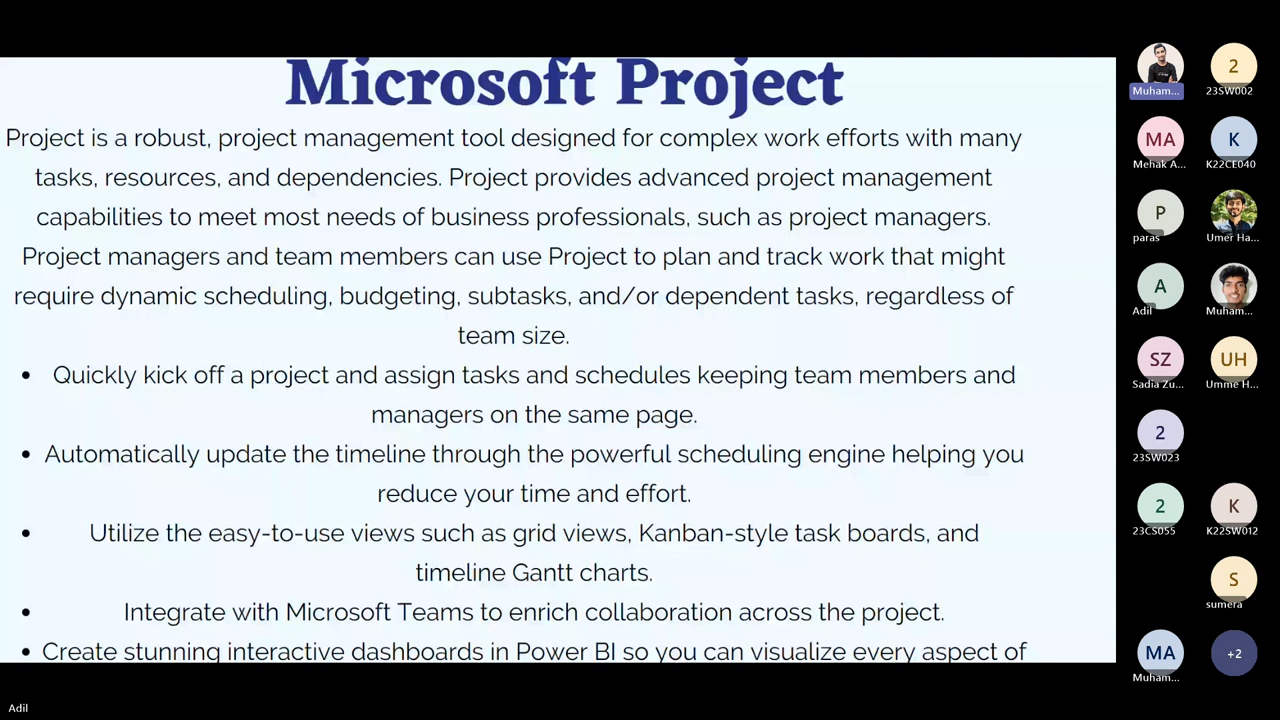 Microsoft Project
Project is a robust, project management tool designed for complex work efforts with many
tasks, resources, and dependencies. Project provides advanced project management
capabilities to meet most needs of business professionals, such as project managers.
Project managers and team members can use Project to plan and track work that might
require dynamic scheduling, budgeting, subtasks, and/or dependent tasks, regardless of
team size.
• Quickly kick off a project and assign tasks and schedules keeping team members and
managers on the same page.
• Automatically update the timeline through the powerful scheduling engine helping you
reduce your time and effort.
• Utilize the easy-to-use views such as grid views, Kanban-style task boards, and
timeline Gantt charts.
• Integrate with Microsoft Teams to enrich collaboration across the project.
• Create stunning interactive dashboards in Power BI so you can visualize every aspect of
Muham...
2
23SW002
MA
Mehak A...
K
K22CE040
P
paras
Umer Ha...
A
Adil
Muham...
SZ
Sadia Zu...
UH
Umme H...
2
23SW023
2
23CS055
K
K22SW012
S
sumera
MA
Muham...
+2
Adil